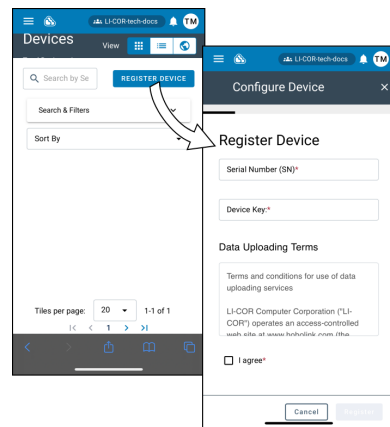 LI-COR-tech-docs
TM
Devices
View
Search by Se
REGISTER DEVICE
Search & Filters
Sort By
Tiles per page: 20 1-1 of 1
1
LI-COR-tech-docs
TM
Configure Device
×
Register Device
Serial Number (SN)*
Device Key:*
Data Uploading Terms
Terms and conditions for use of data
uploading services
LI-COR Computer Corporation ("LI-
COR") operates an access-controlled
web site at www.hobolink.com (the
I agree*
Cancel
Register